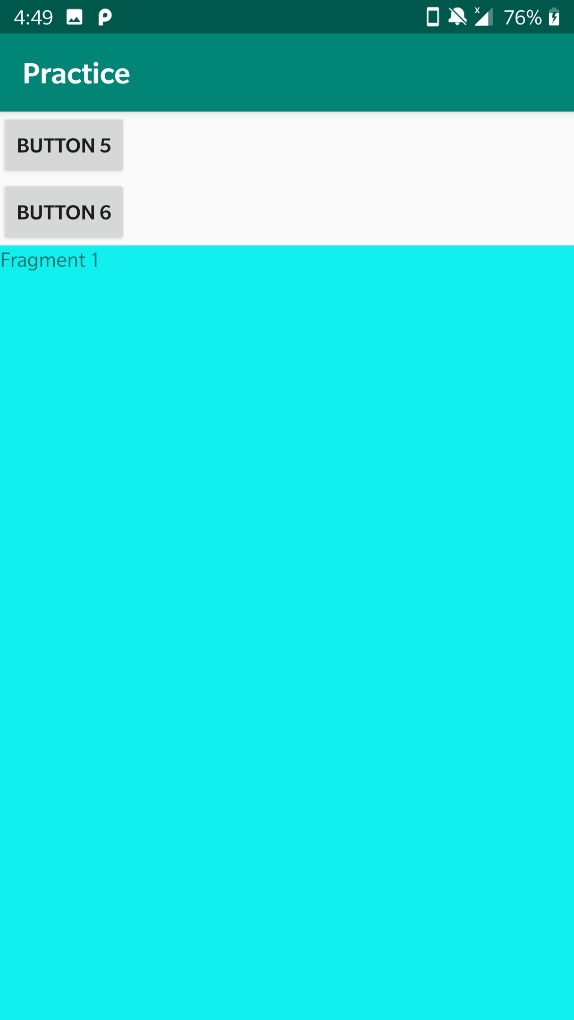 4:49 76%
Practice
BUTTON 5
BUTTON 6
Fragment 1